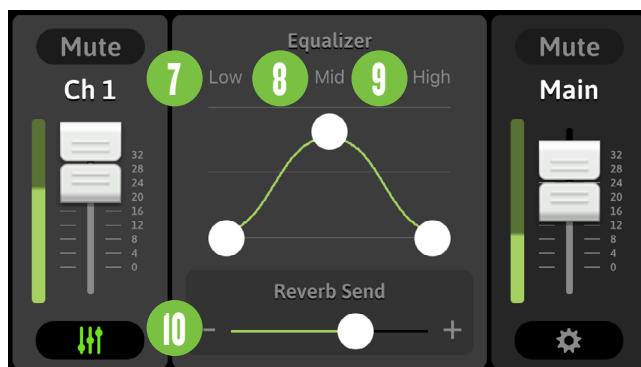 Mute
Ch 1
32
28
24
20
16
12
8
4
0
Equalizer
7 Low 8 Mid 9 High
Reverb Send
10 - +
Mute
Main
32
28
24
20
16
12
8
4
0